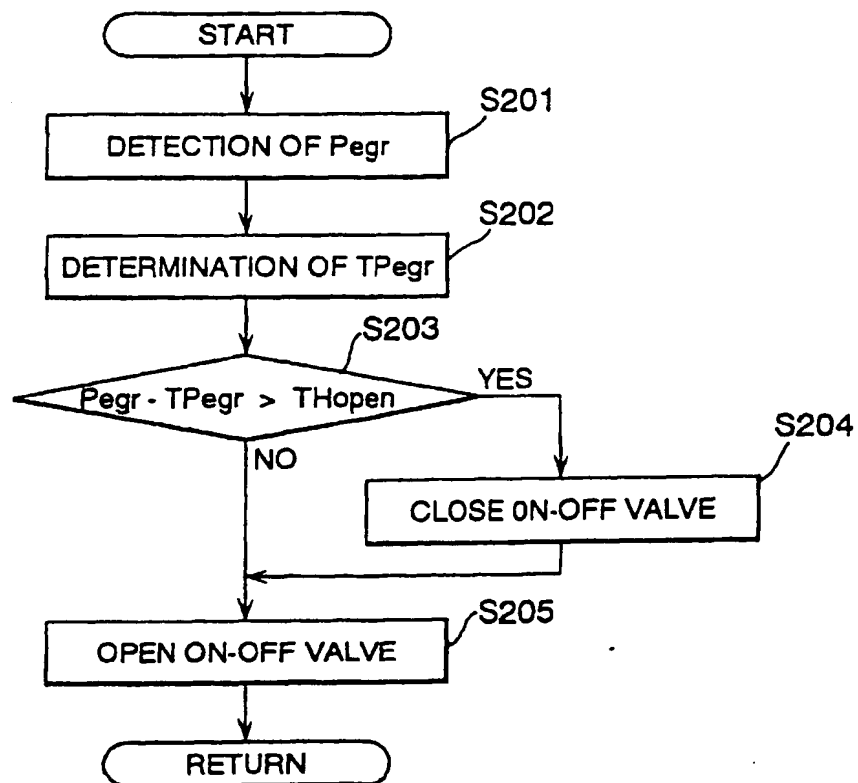 START
S201
DETECTION OF Pegr
S202
DETERMINATION OF TPegr
S203
Pegr - TPegr > THopen
YES
NO
S204
CLOSE 0N-OFF VALVE
S205
OPEN ON-OFF VALVE
RETURN